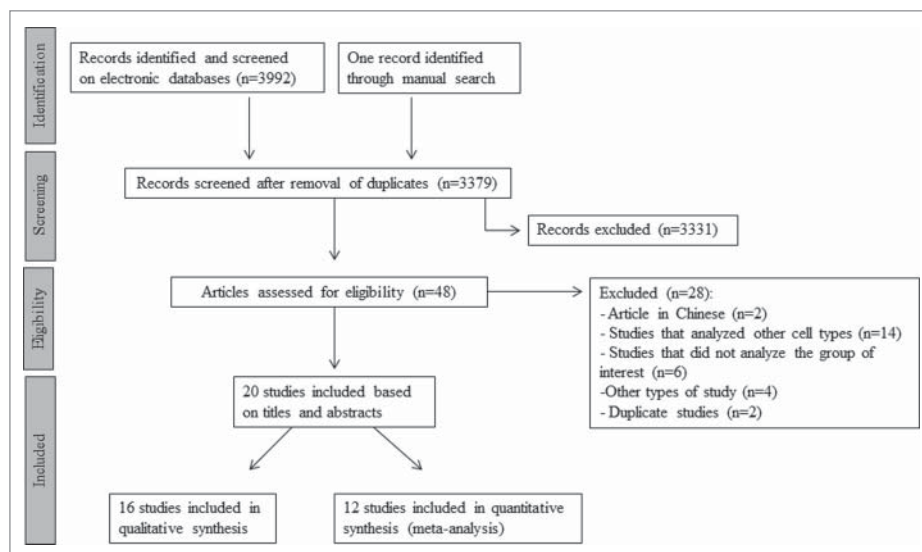 Identification
Records identified and screened
on electronic databases (n=3992)
One record identified
through manual search
Screening
Records screened after removal of duplicates (n=3379)
Records excluded (n=3331)
Eligibility
Articles assessed for eligibility (n=48)
Excluded (n=28):
- Article in Chinese (n=2)
- Studies that analyzed other cell types (n=14)
- Studies that did not analyze the group of
interest (n=6)
-Other types of study (n=4)
- Duplicate studies (n=2)
Included
20 studies included based
on titles and abstracts
16 studies included in
qualitative synthesis
12 studies included in quantitative
synthesis (meta-analysis)